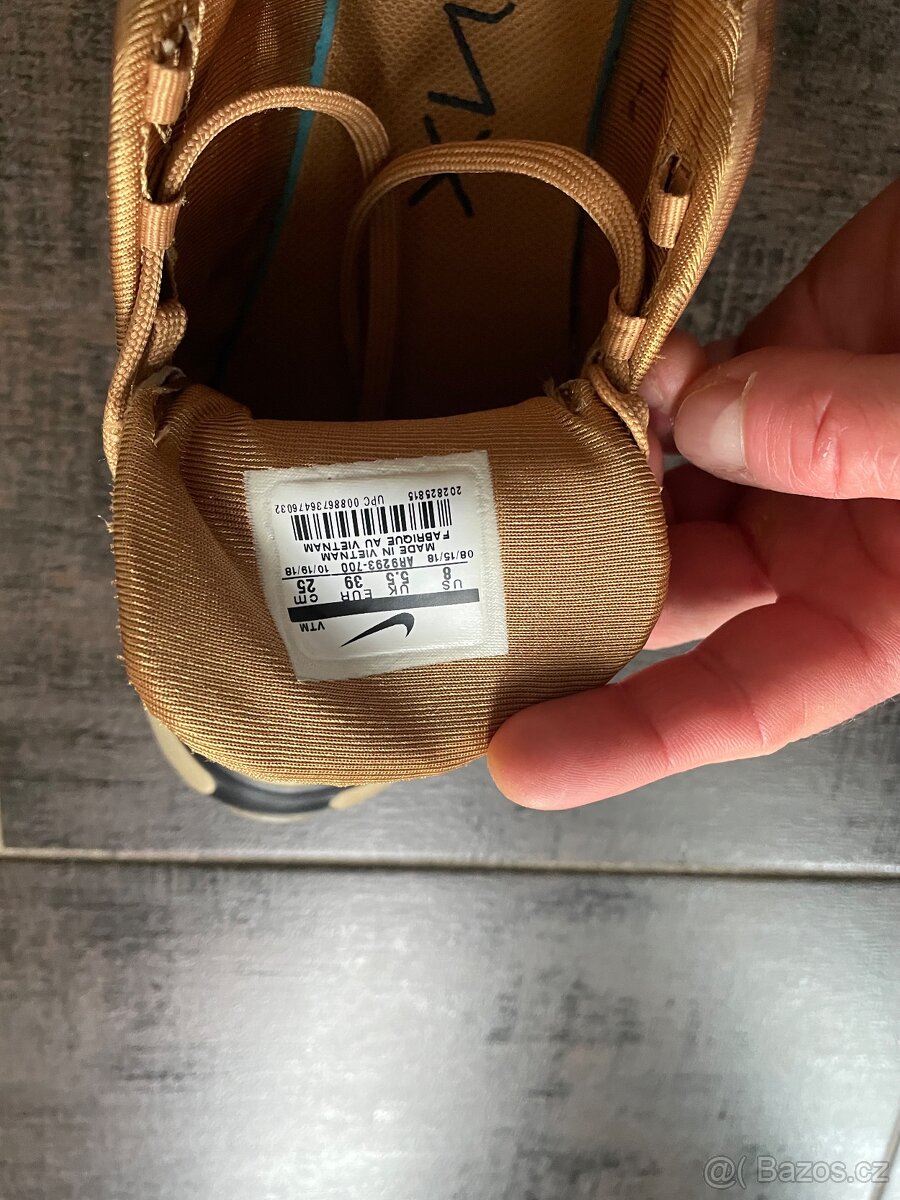 VTM
US UK EUR cm
8 5.5 39 25
08/15/18 AR9293-700 10/19/18
MADE IN VIETNAM
FABRIQUE AU VIETNAM
UPC 00886736476032
202825815
@( Bazos.cz